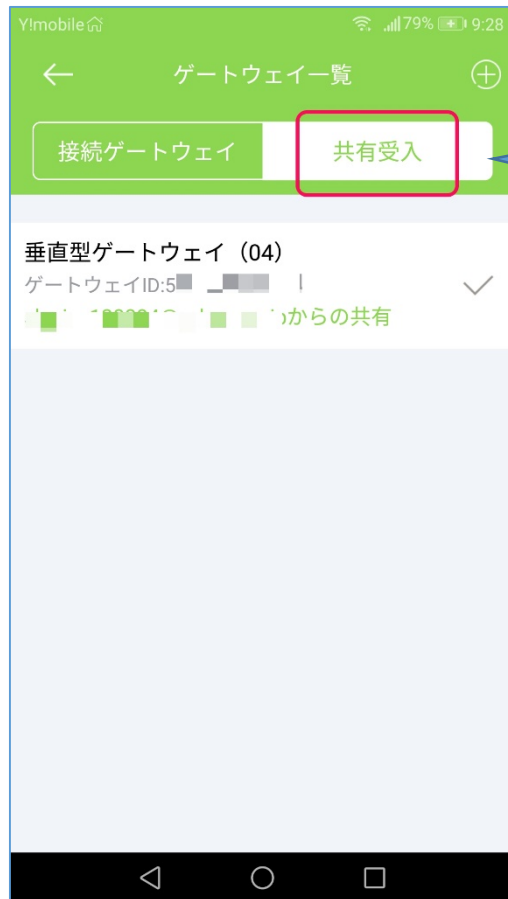 Y!mobile 79% 9:28
ゲートウェイ一覧
接続ゲートウェイ 共有受入
垂直型ゲートウェイ（04）
ゲートウェイID:5
からの共有